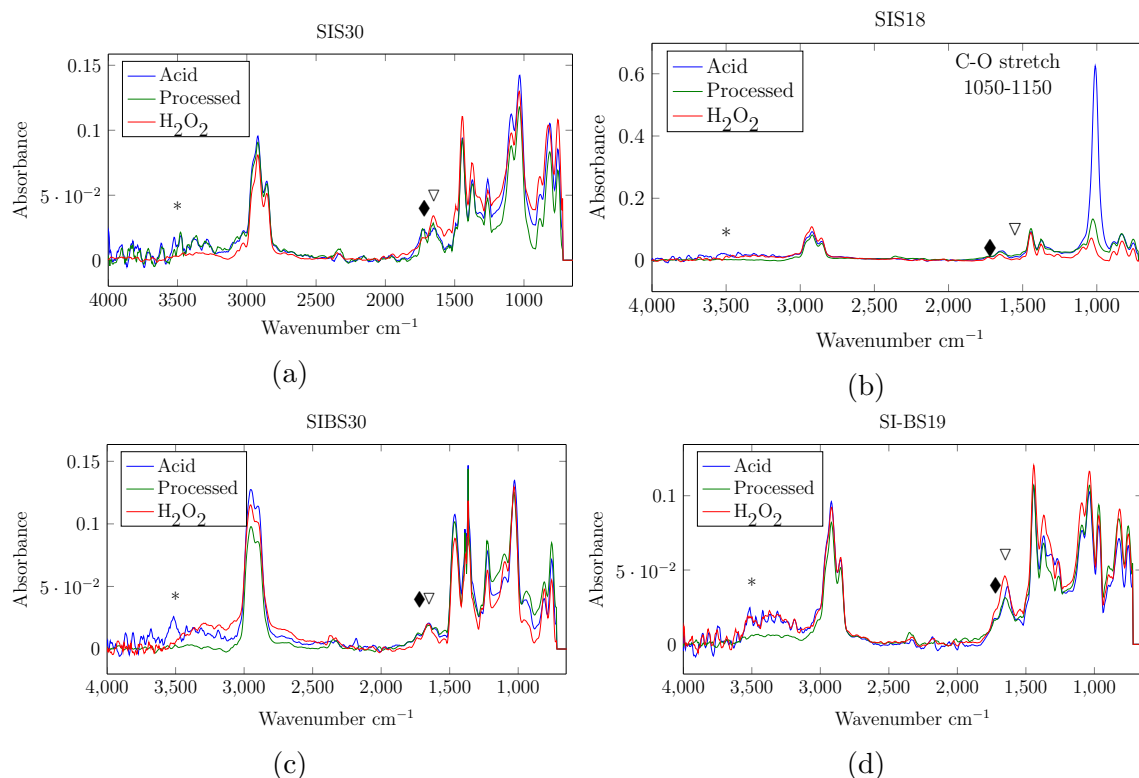 SIS30
Acid
Processed
H₂O₂
0.15
0.1
5 · 10⁻²
0
Absorbance
*
4000 3500 3000 2500 2000 1500 1000
Wavenumber cm⁻¹
(a)
SIS18
Acid
Processed
H₂O₂
C-O stretch
1050-1150
0.6
0.4
0.2
0
Absorbance
*
4,000 3,500 3,000 2,500 2,000 1,500 1,000
Wavenumber cm⁻¹
(b)
SIBS30
Acid
Processed
H₂O₂
0.15
0.1
5 · 10⁻²
0
Absorbance
*
4,000 3,500 3,000 2,500 2,000 1,500 1,000
Wavenumber cm⁻¹
(c)
SI-BS19
Acid
Processed
H₂O₂
0.1
5 · 10⁻²
0
Absorbance
*
4,000 3,500 3,000 2,500 2,000 1,500 1,000
Wavenumber cm⁻¹
(d)